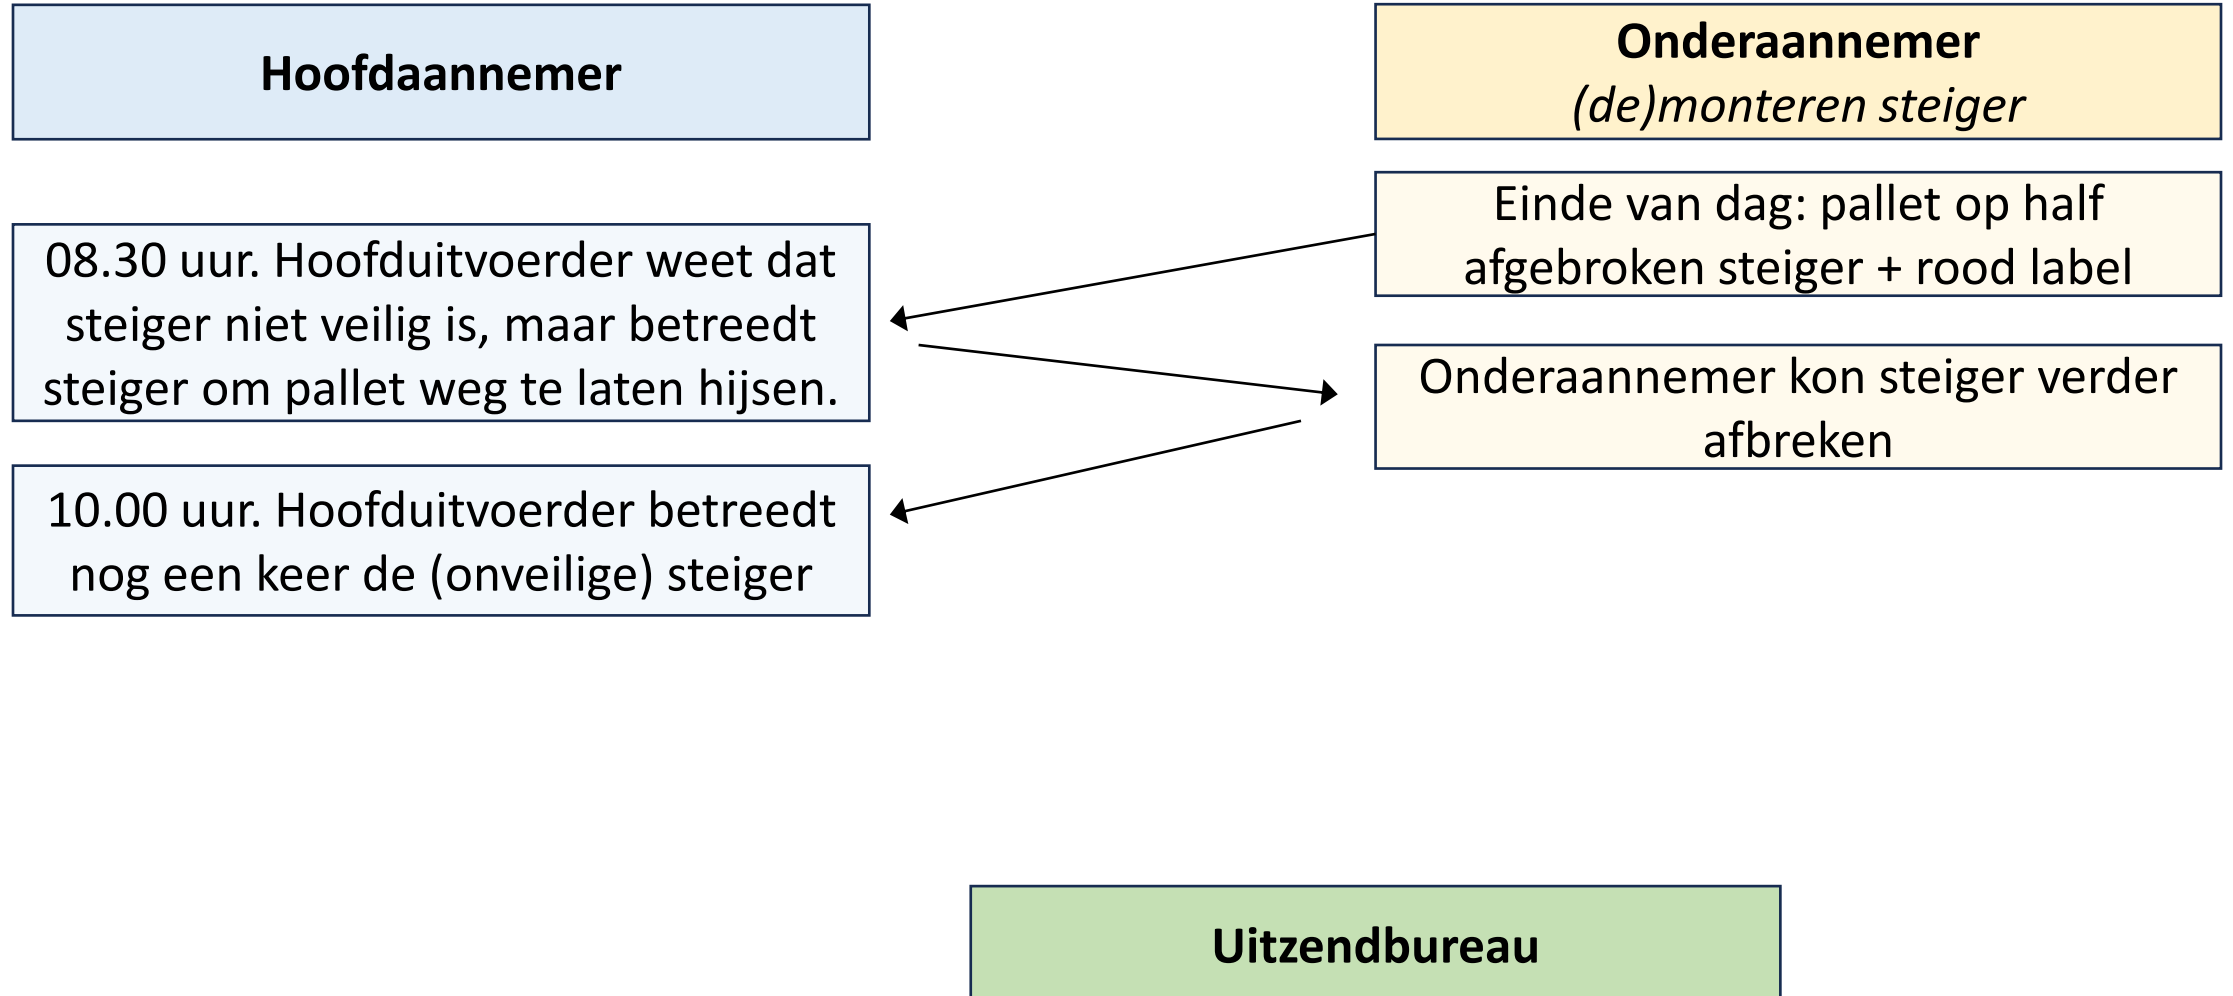 Hoofdaannemer
Onderaannemer
(de)monteren steiger
Einde van dag: pallet op half
afgebroken steiger + rood label
08.30 uur. Hoofduitvoerder weet dat
steiger niet veilig is, maar betreedt
steiger om pallet weg te laten hijsen.
Onderaannemer kon steiger verder
afbreken
10.00 uur. Hoofduitvoerder betreedt
nog een keer de (onveilige) steiger
Uitzendbureau